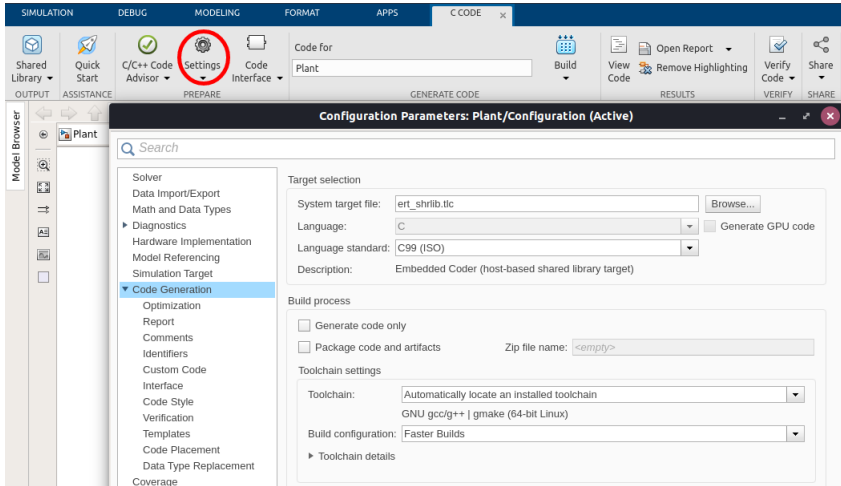 SIMULATION DEBUG MODELING FORMAT APPS C CODE
Shared Library
Quick Start
C/C++ Code Advisor
Settings
Code Interface
Code for
Plant
Build
View Code
Open Report
Remove Highlighting
Verify Code
Share
OUTPUT ASSISTANCE PREPARE GENERATE CODE RESULTS VERIFY SHARE
Model Browser
Plant
Configuration Parameters: Plant/Configuration (Active)
Search
Solver
Data Import/Export
Math and Data Types
Diagnostics
Hardware Implementation
Model Referencing
Simulation Target
Code Generation
Optimization
Report
Comments
Identifiers
Custom Code
Interface
Code Style
Verification
Templates
Code Placement
Data Type Replacement
Coverage
Target selection
System target file: ert_shrlib.tlc Browse...
Language: C Generate GPU code
Language standard: C99 (ISO)
Description: Embedded Coder (host-based shared library target)
Build process
Generate code only
Package code and artifacts Zip file name: <empty>
Toolchain settings
Toolchain: Automatically locate an installed toolchain
GNU gcc/g++ | gmake (64-bit Linux)
Build configuration: Faster Builds
Toolchain details